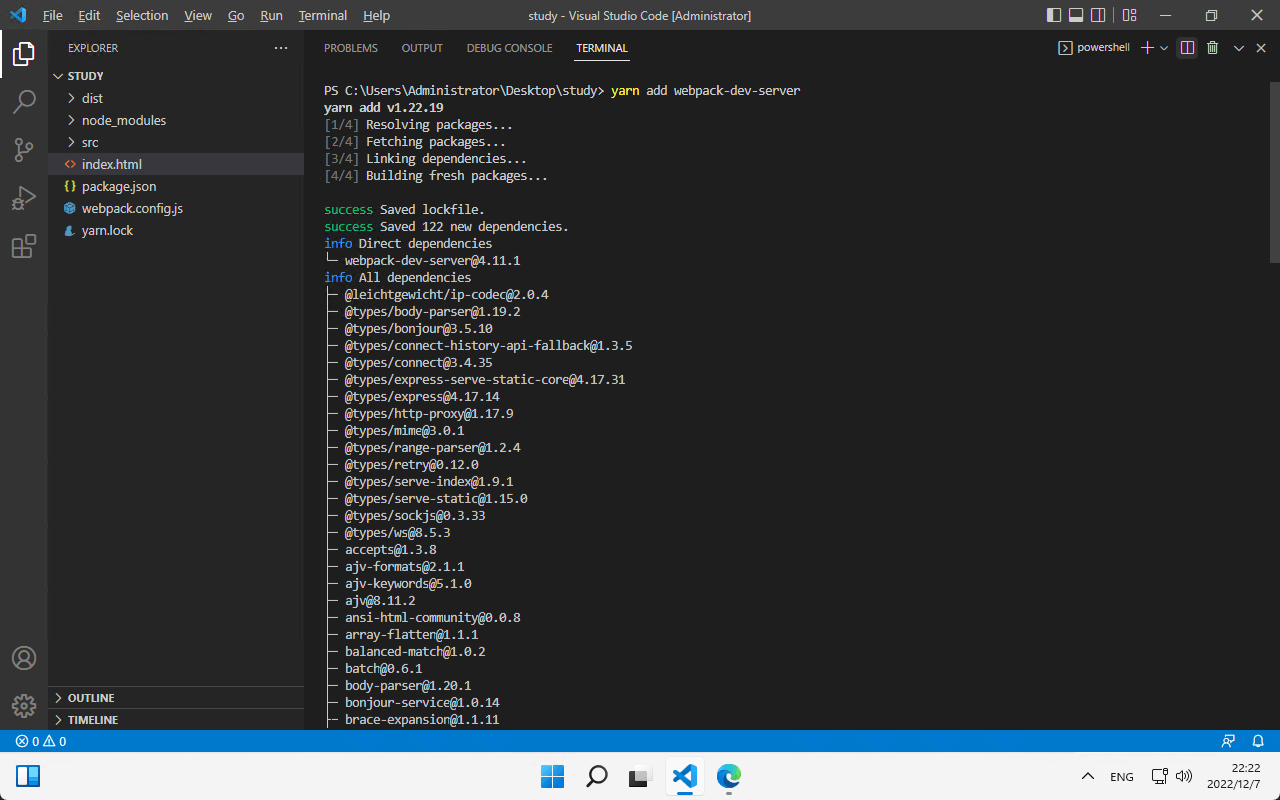 File Edit Selection View Go Run Terminal Help study - Visual Studio Code [Administrator]
EXPLORER
STUDY
dist
node_modules
src
index.html
package.json
webpack.config.js
yarn.lock
OUTLINE
TIMELINE
PROBLEMS OUTPUT DEBUG CONSOLE TERMINAL powershell
PS C:\Users\Administrator\Desktop\study> yarn add webpack-dev-server
yarn add v1.22.19
[1/4] Resolving packages...
[2/4] Fetching packages...
[3/4] Linking dependencies...
[4/4] Building fresh packages...
success Saved lockfile.
success Saved 122 new dependencies.
info Direct dependencies
└─ webpack-dev-server@4.11.1
info All dependencies
├─ @leichtgewicht/ip-codec@2.0.4
├─ @types/body-parser@1.19.2
├─ @types/bonjour@3.5.10
├─ @types/connect-history-api-fallback@1.3.5
├─ @types/connect@3.4.35
├─ @types/express-serve-static-core@4.17.31
├─ @types/express@4.17.14
├─ @types/http-proxy@1.17.9
├─ @types/mime@3.0.1
├─ @types/range-parser@1.2.4
├─ @types/retry@0.12.0
├─ @types/serve-index@1.9.1
├─ @types/serve-static@1.15.0
├─ @types/sockjs@0.3.33
├─ @types/ws@8.5.3
├─ accepts@1.3.8
├─ ajv-formats@2.1.1
├─ ajv-keywords@5.1.0
├─ ajv@8.11.2
├─ ansi-html-community@0.0.8
├─ array-flatten@1.1.1
├─ balanced-match@1.0.2
├─ batch@0.6.1
├─ body-parser@1.20.1
├─ bonjour-service@1.0.14
├─ brace-expansion@1.1.11
0 0
ENG
22:22
2022/12/7